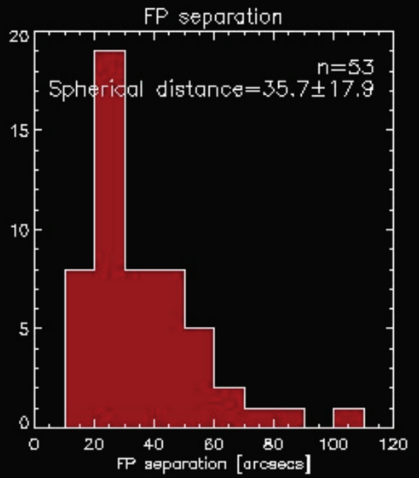 FP separation
n=53
Spherical distance=35.7±17.9
20
15
10
5
0
0 20 40 60 80 100 120
FP separation [arcsecs]